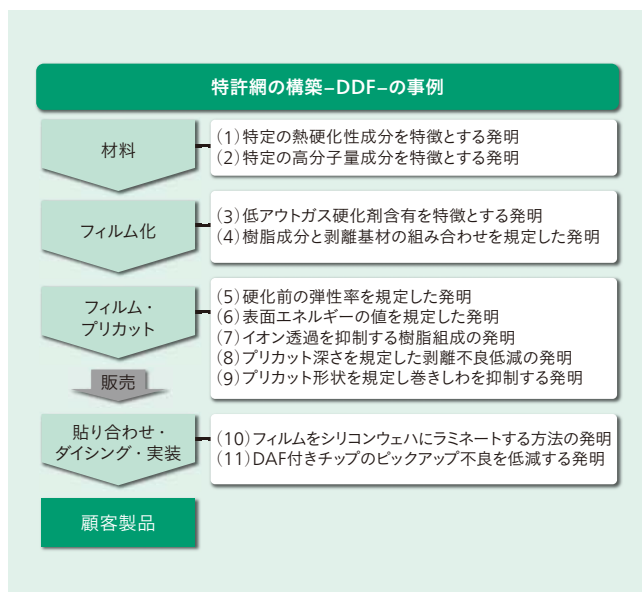 特許網の構築−DDF−の事例
材料
(1)特定の熱硬化性成分を特徴とする発明
(2)特定の高分子量成分を特徴とする発明
フィルム化
(3)低アウトガス硬化剤含有を特徴とする発明
(4)樹脂成分と剥離基材の組み合わせを規定した発明
フィルム・
プリカット
(5)硬化前の弾性率を規定した発明
(6)表面エネルギーの値を規定した発明
(7)イオン透過を抑制する樹脂組成の発明
(8)プリカット深さを規定した剥離不良低減の発明
(9)プリカット形状を規定し巻きしわを抑制する発明
販売
貼り合わせ・
ダイシング・実装
(10)フィルムをシリコンウェハにラミネートする方法の発明
(11)DAF付きチップのピックアップ不良を低減する発明
顧客製品